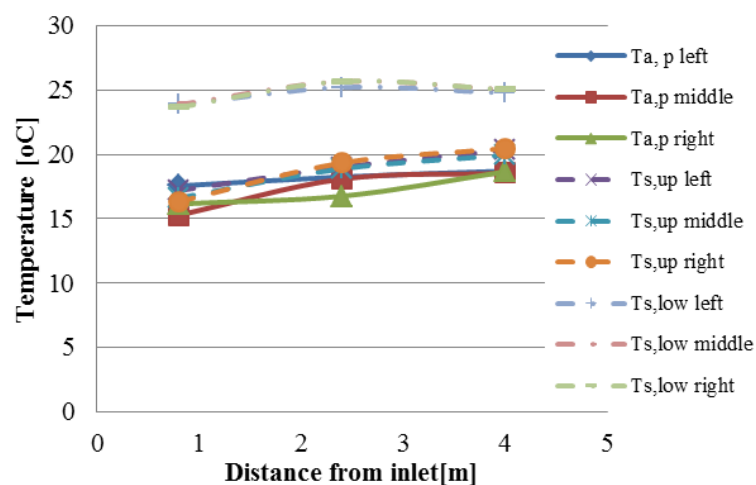 30
25
20
15
10
5
0
Temperature [oC]
0 1 2 3 4 5
Distance from inlet[m]
Ta, p left
Ta,p middle
Ta,p right
Ts,up left
Ts,up middle
Ts,up right
Ts,low left
Ts,low middle
Ts,low right